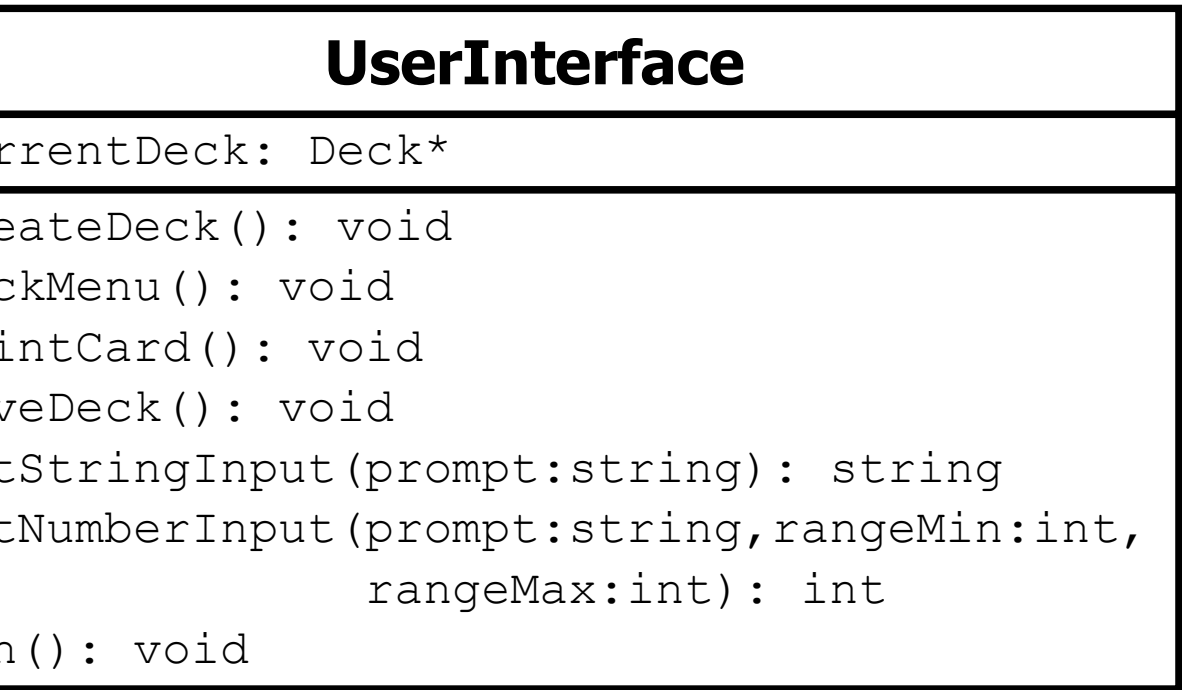 UserInterface
rrentDeck: Deck*
eateDeck(): void
ckMenu(): void
intCard(): void
veDeck(): void
tStringInput(prompt:string): string
tNumberInput(prompt:string,rangeMin:int,
rangeMax:int): int
n(): void